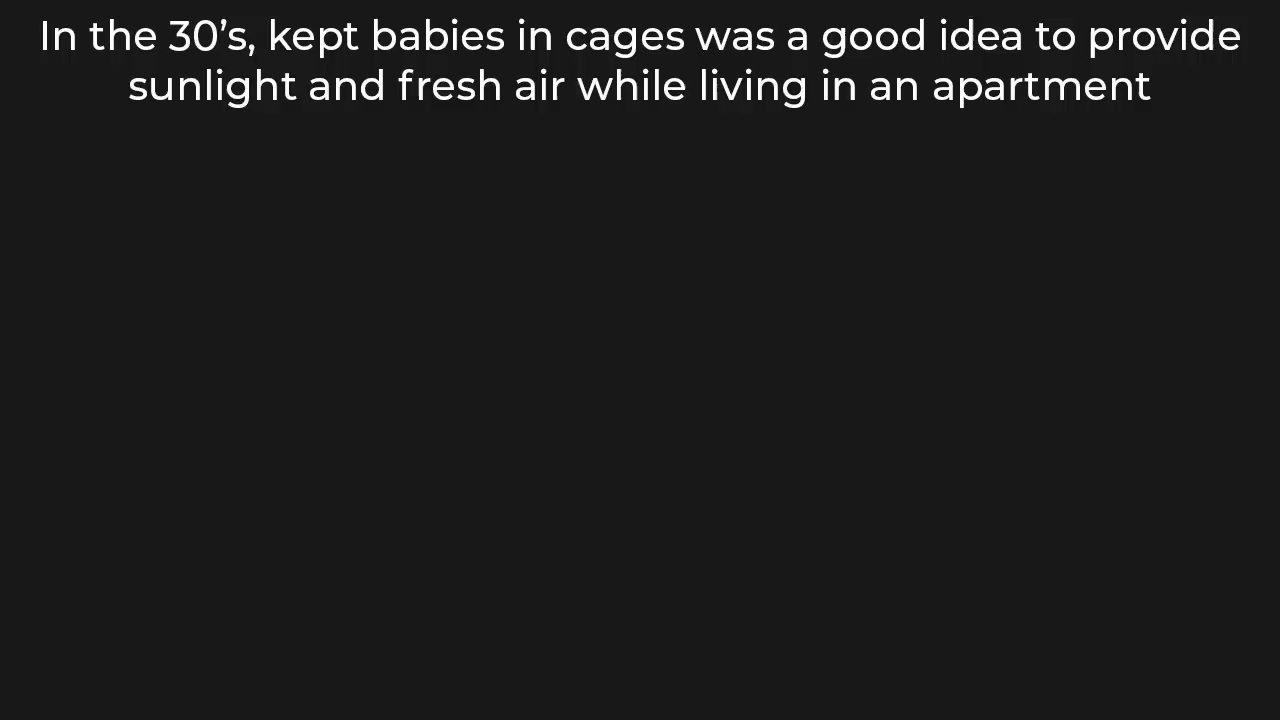 In the 30’s, kept babies in cages was a good idea to provide
sunlight and fresh air while living in an apartment